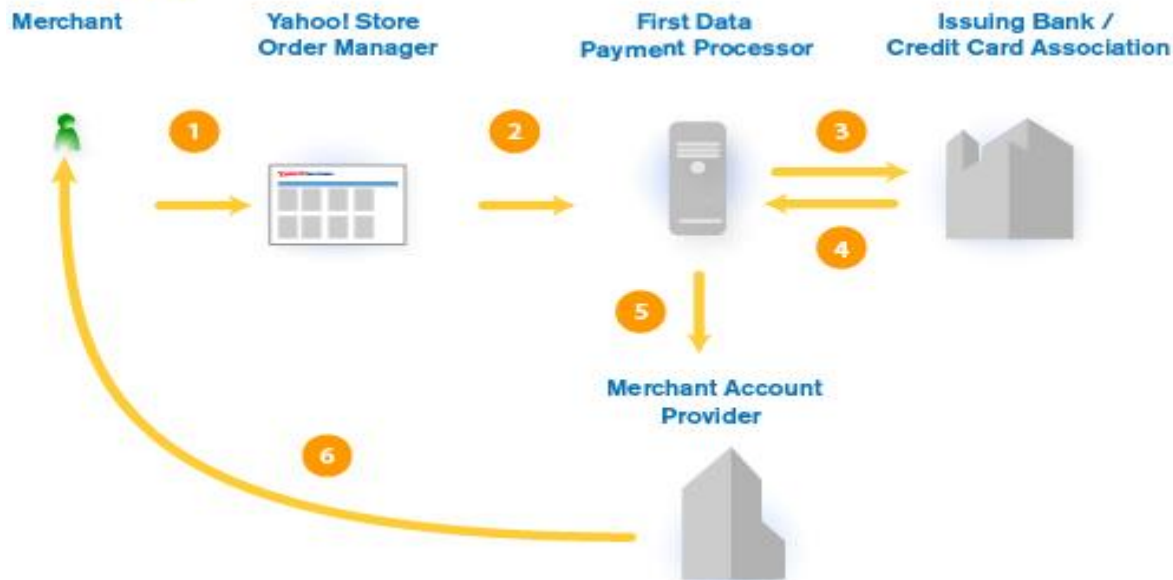 Merchant
Yahoo! Store
Order Manager
First Data
Payment Processor
Issuing Bank /
Credit Card Association
1
2
3
4
5
Merchant Account
Provider
6